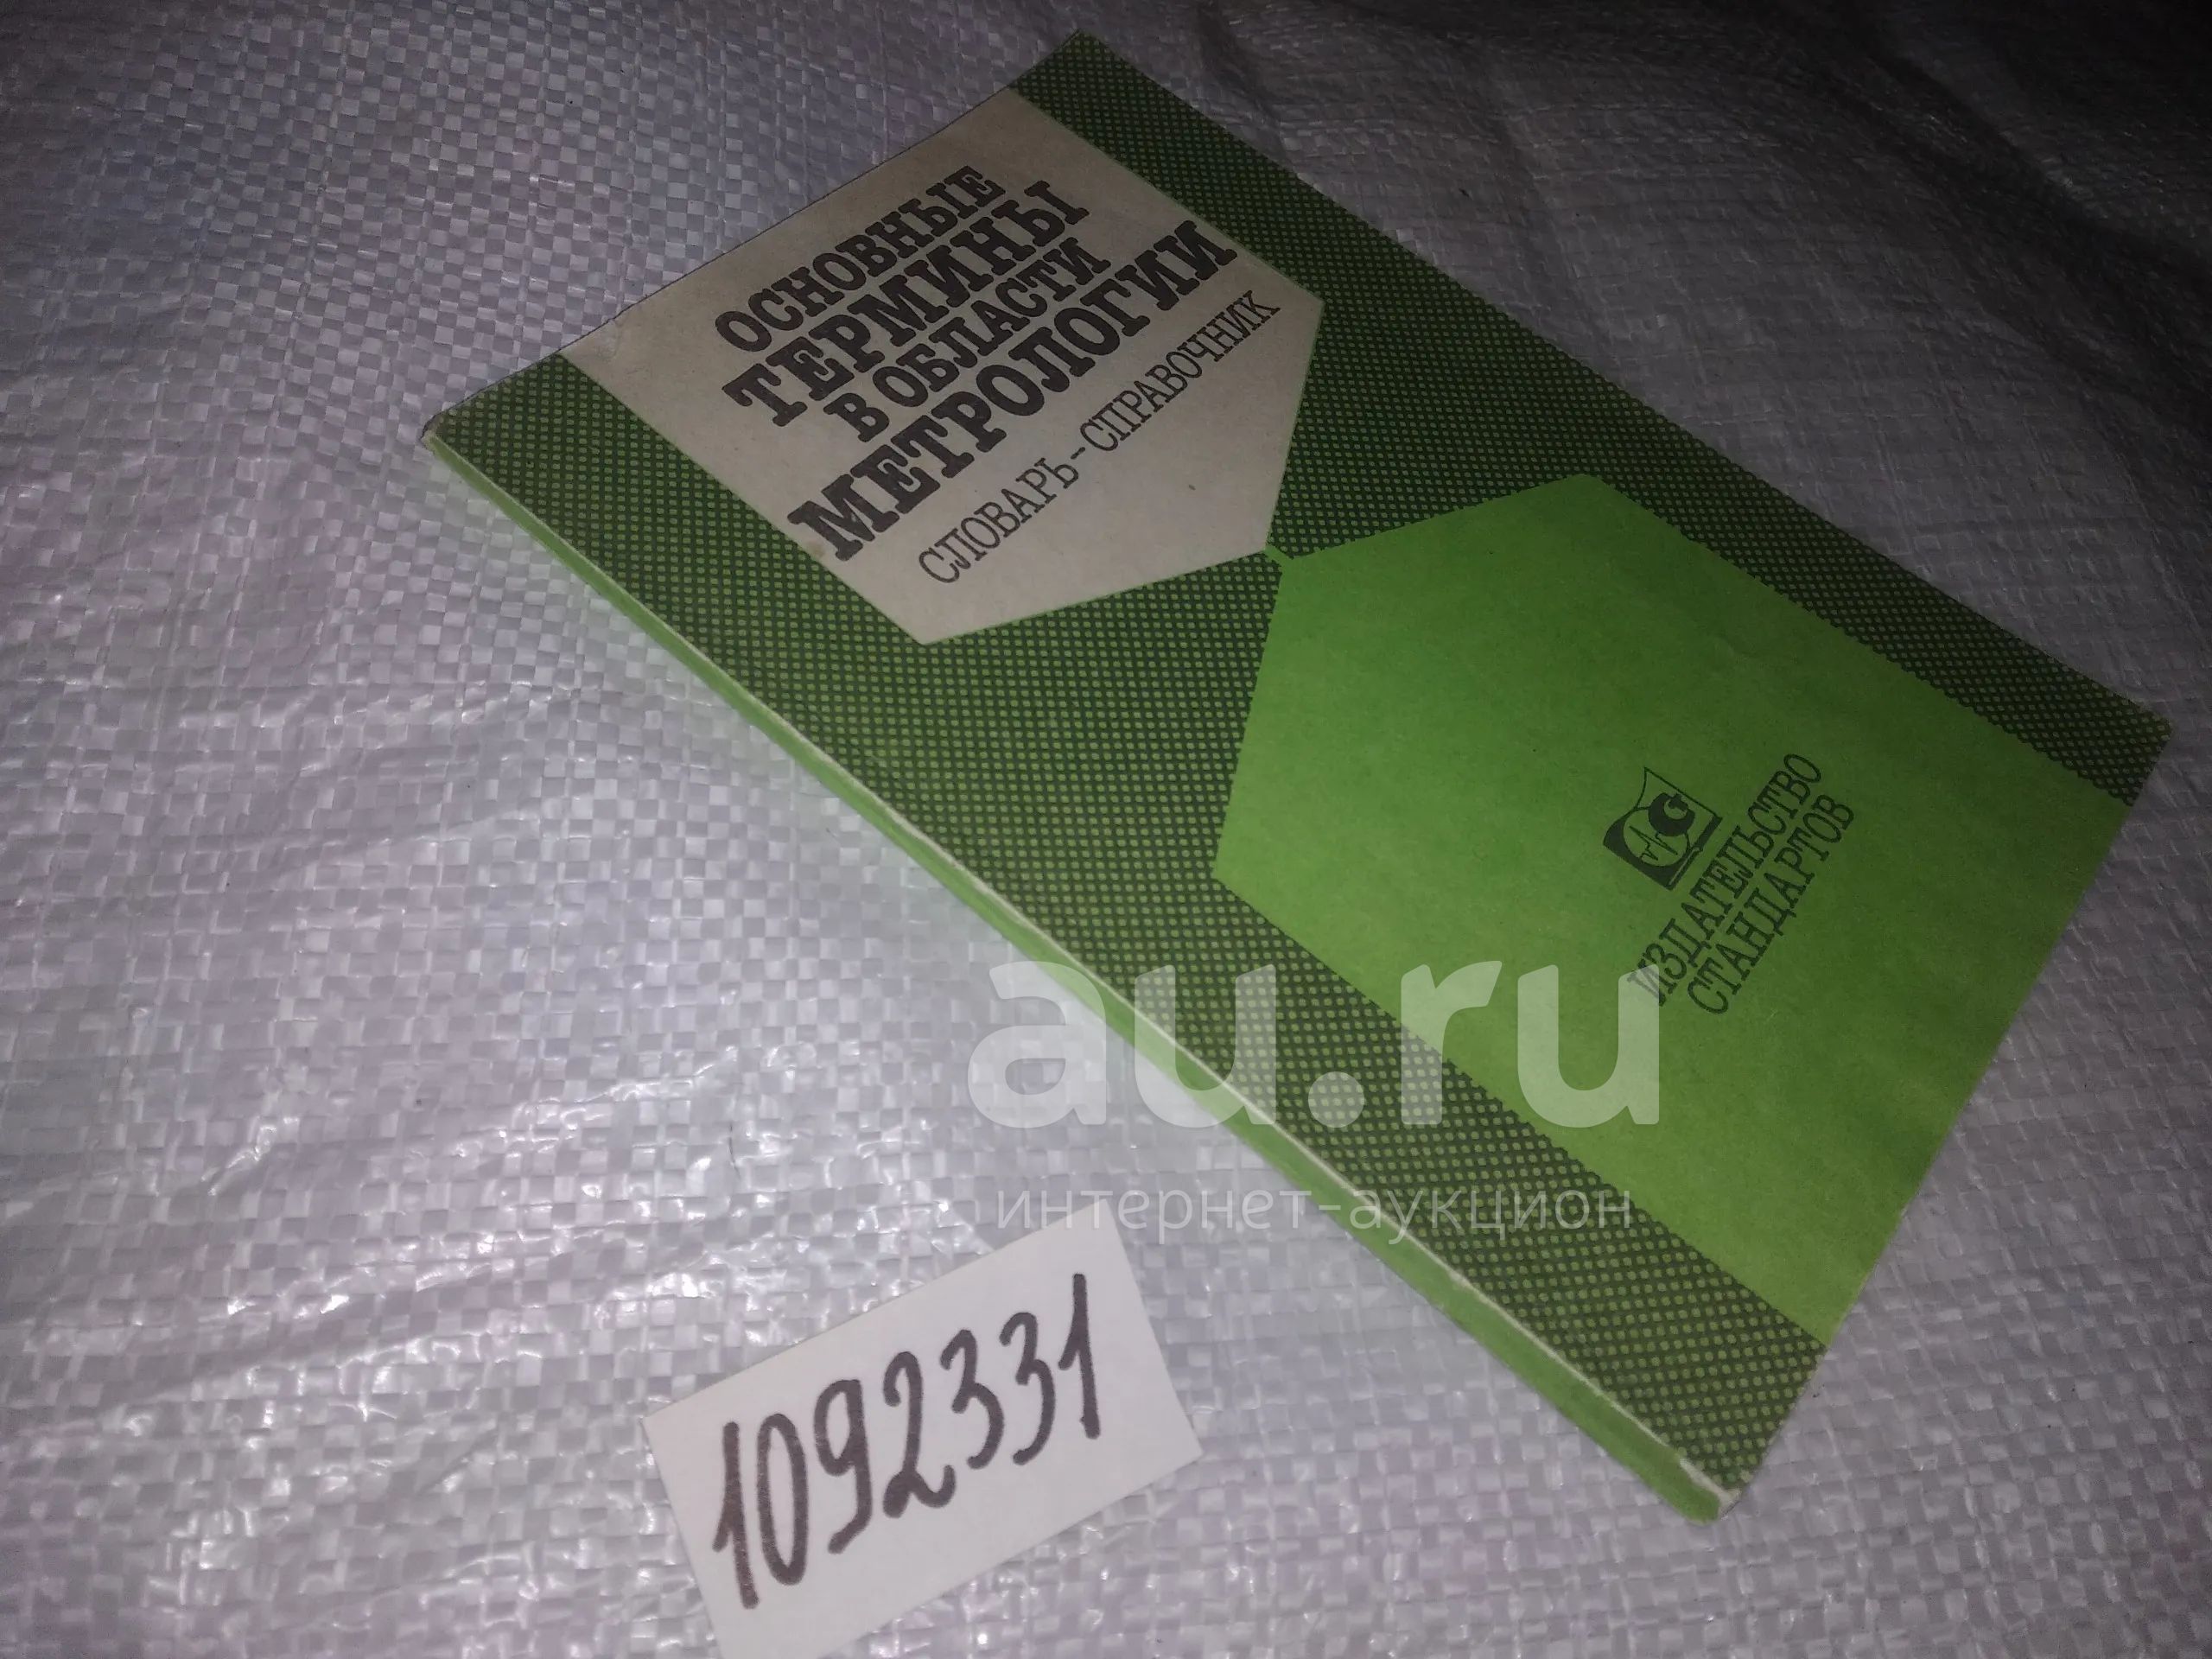 ОСНОВНЫЕ
ТЕРМИНЫ
В ОБЛАСТИ
МЕТРОЛОГИИ
СЛОВАРЬ-СПРАВОЧНИК
ИЗДАТЕЛЬСТВО
СТАНДАРТОВ
au.ru
интернет-аукцион
1092331